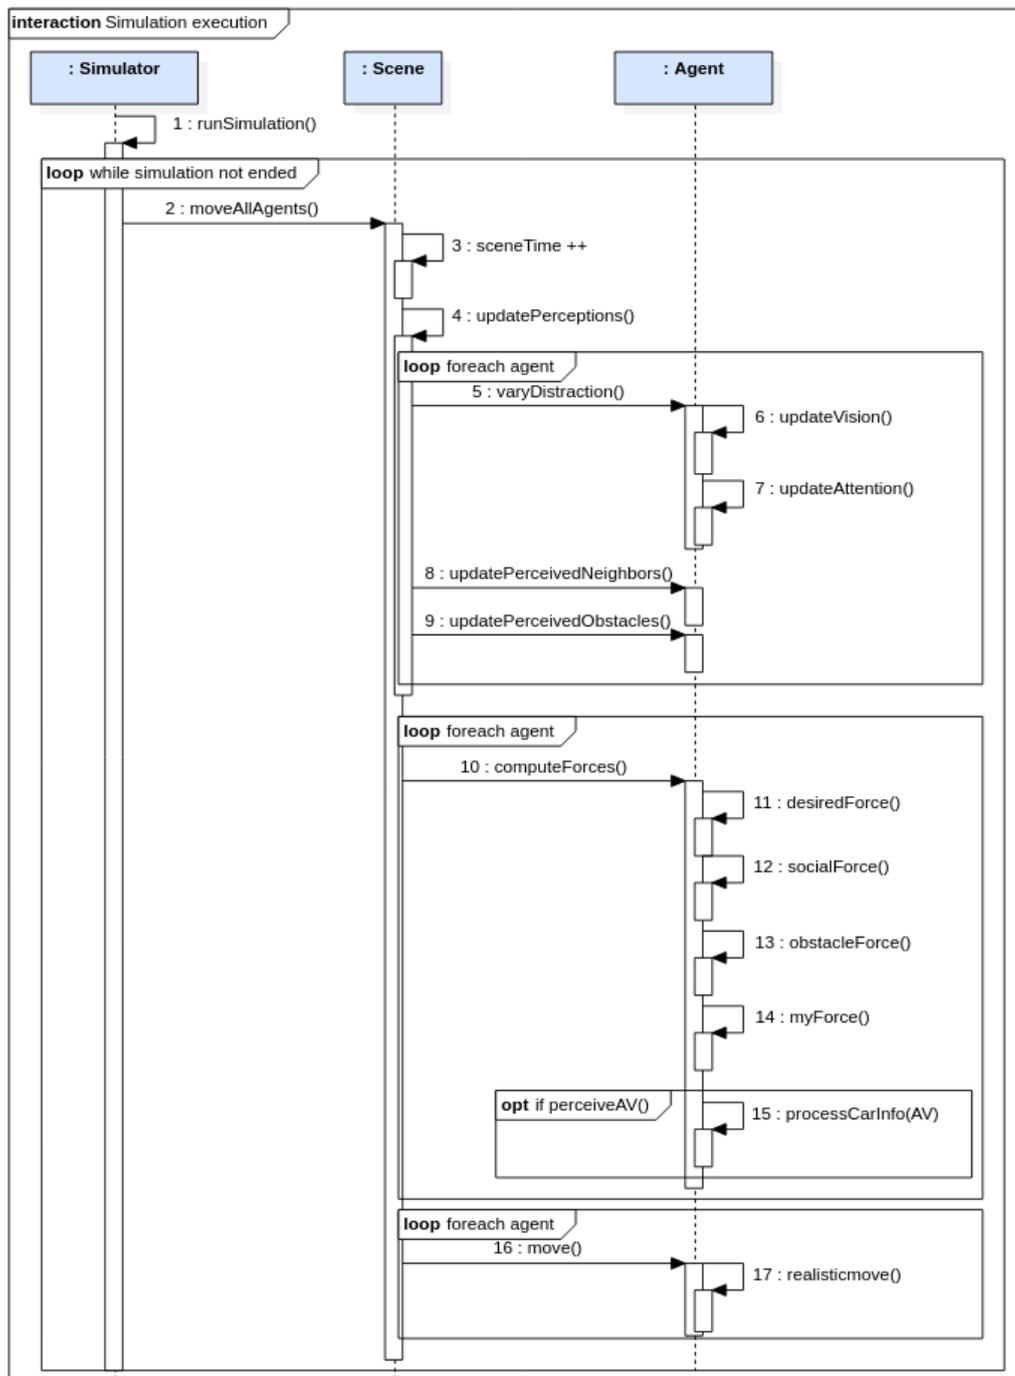 interaction Simulation execution
: Simulator
: Scene
: Agent
1 : runSimulation()
loop while simulation not ended
2 : moveAllAgents()
3 : sceneTime ++
4 : updatePerceptions()
loop foreach agent
5 : varyDistraction()
6 : updateVision()
7 : updateAttention()
8 : updatePerceivedNeighbors()
9 : updatePerceivedObstacles()
loop foreach agent
10 : computeForces()
11 : desiredForce()
12 : socialForce()
13 : obstacleForce()
14 : myForce()
opt if perceiveAV()
15 : processCarInfo(AV)
loop foreach agent
16 : move()
17 : realisticmove()